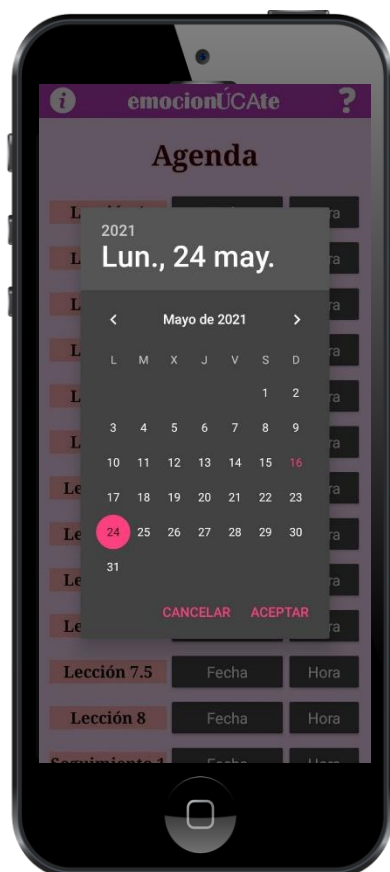 i emocionÚCAte ?
Agenda
2021
Lun., 24 may.
< Mayo de 2021 >
L M X J V S D
1 2
3 4 5 6 7 8 9
10 11 12 13 14 15 16
17 18 19 20 21 22 23
24 25 26 27 28 29 30
31
CANCELAR ACEPTAR
Lección 7.5 Fecha Hora
Lección 8 Fecha Hora